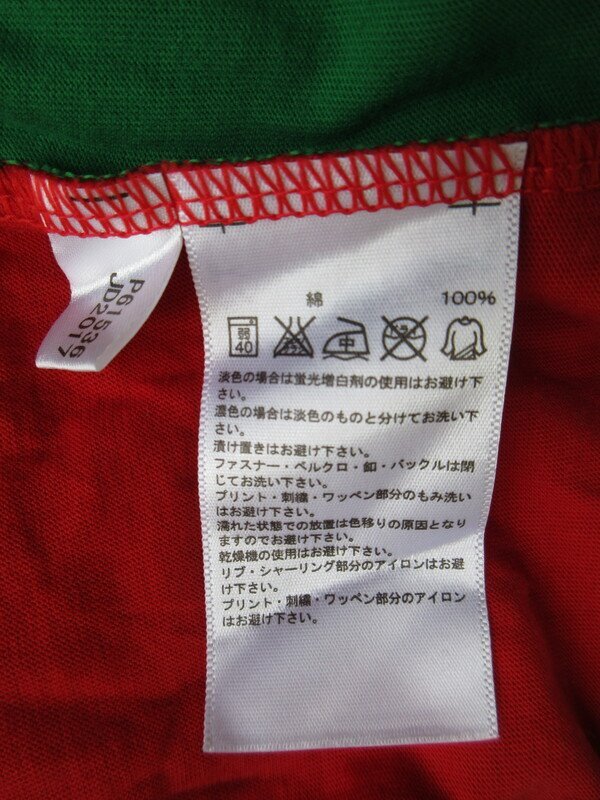 P61536
JD2017
綿 100%
弱
40
エンソ
サラシ
中
ドライ
淡色の場合は蛍光増白剤の使用はお避け下
さい。
濃色の場合は淡色のものと分けてお洗い下
さい。
漬け置きはお避け下さい。
ファスナー・ベルクロ・釦・バックルは閉
じてお洗い下さい。
プリント・刺繍・ワッペン部分のもみ洗い
はお避け下さい。
濡れた状態での放置は色移りの原因となり
ますのでお避け下さい。
乾燥機の使用はお避け下さい。
リブ・シャーリング部分のアイロンはお避
け下さい。
プリント・刺繍・ワッペン部分のアイロン
はお避け下さい。